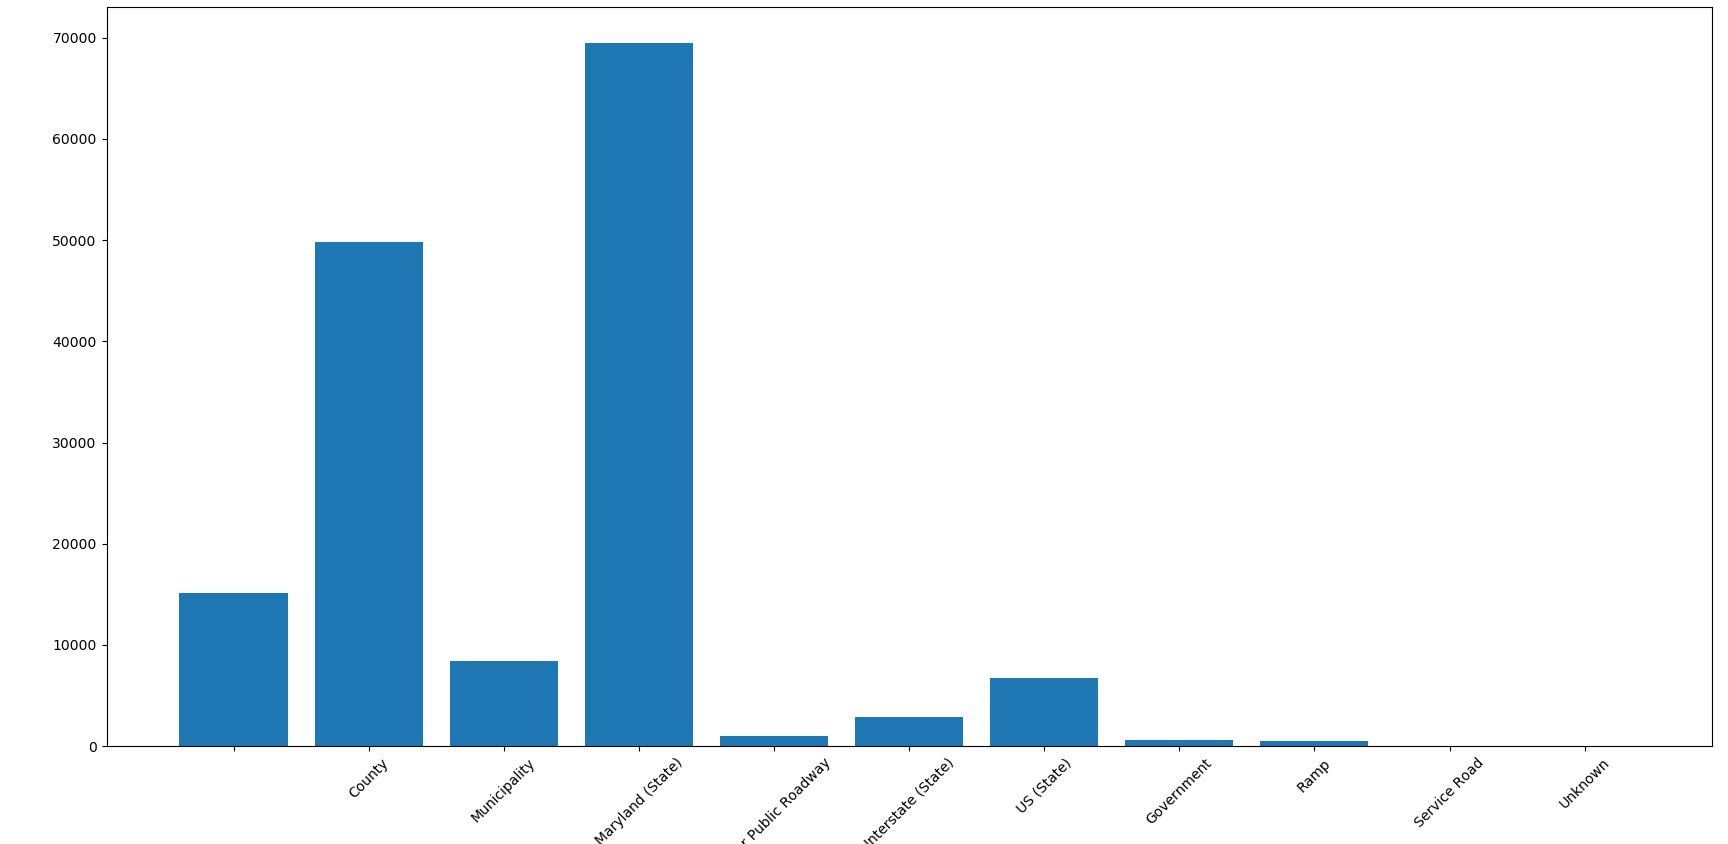 70000
60000
50000
40000
30000
20000
10000
0
County
Municipality
Maryland (State)
r Public Roadway
Interstate (State)
US (State)
Government
Ramp
Service Road
Unknown